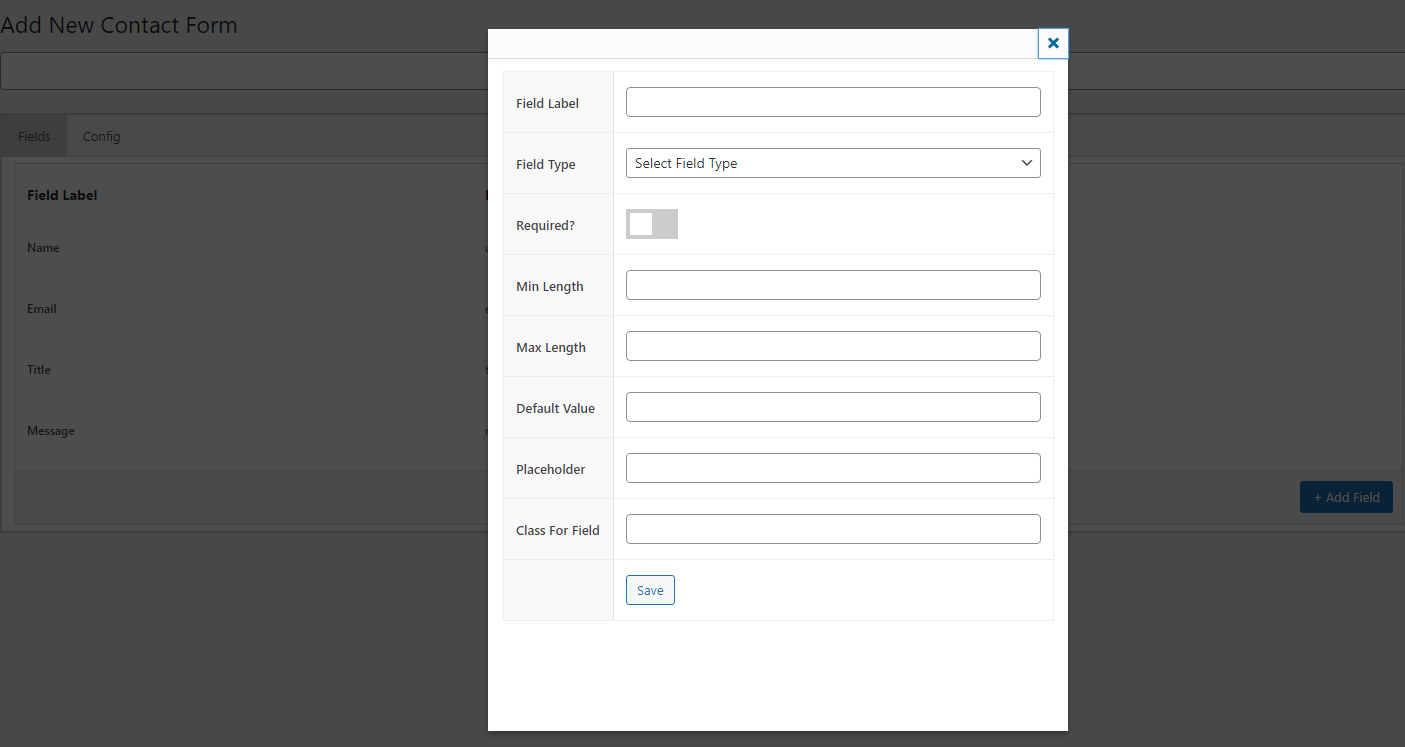 Add New Contact Form
Fields
Config
Field Label
Name
Email
Title
Message
+ Add Field
Field Label
Field Type
Select Field Type
Required?
Min Length
Max Length
Default Value
Placeholder
Class For Field
Save